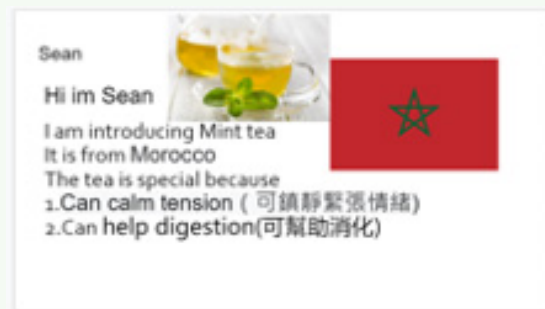 Sean
Hi im Sean
I am introducing Mint tea
It is from Morocco
The tea is special because
1.Can calm tension ( 可鎮靜緊張情緒)
2.Can help digestion(可幫助消化)